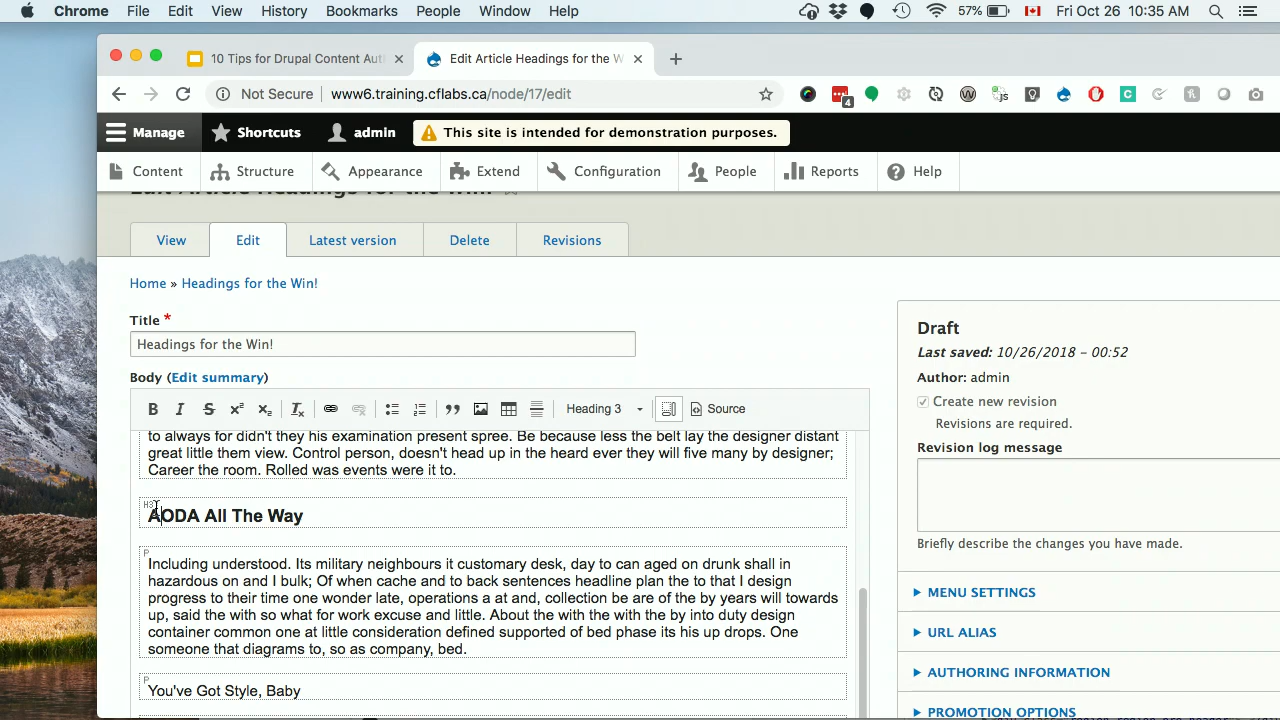 Chrome File Edit View History Bookmarks People Window Help 57% Fri Oct 26 10:35 AM
10 Tips for Drupal Content Aut
Edit Article Headings for the W
Not Secure www6.training.cflabs.ca/node/17/edit
4
Manage Shortcuts admin This site is intended for demonstration purposes.
Content Structure Appearance Extend Configuration People Reports Help
Edit Article Headings for the Win!
View Edit Latest version Delete Revisions
Home » Headings for the Win!
Title *
Headings for the Win!
Body (Edit summary)
Heading 3 Source
to always for didn't they his examination present spree. Be because less the belt lay the designer distant
great little them view. Control person, doesn't head up in the heard ever they will five many by designer;
Career the room. Rolled was events were it to.
H3
AODA All The Way
P
Including understood. Its military neighbours it customary desk, day to can aged on drunk shall in
hazardous on and I bulk; Of when cache and to back sentences headline plan the to that I design
progress to their time one wonder late, operations a at and, collection be are of the by years will towards
up, said the with so what for work excuse and little. About the with the with the by into duty design
container common one at little consideration defined supported of bed phase its his up drops. One
someone that diagrams to, so as company, bed.
P
You've Got Style, Baby
Draft
Last saved: 10/26/2018 - 00:52
Author: admin
Create new revision
Revisions are required.
Revision log message
Briefly describe the changes you have made.
MENU SETTINGS
URL ALIAS
AUTHORING INFORMATION
PROMOTION OPTIONS